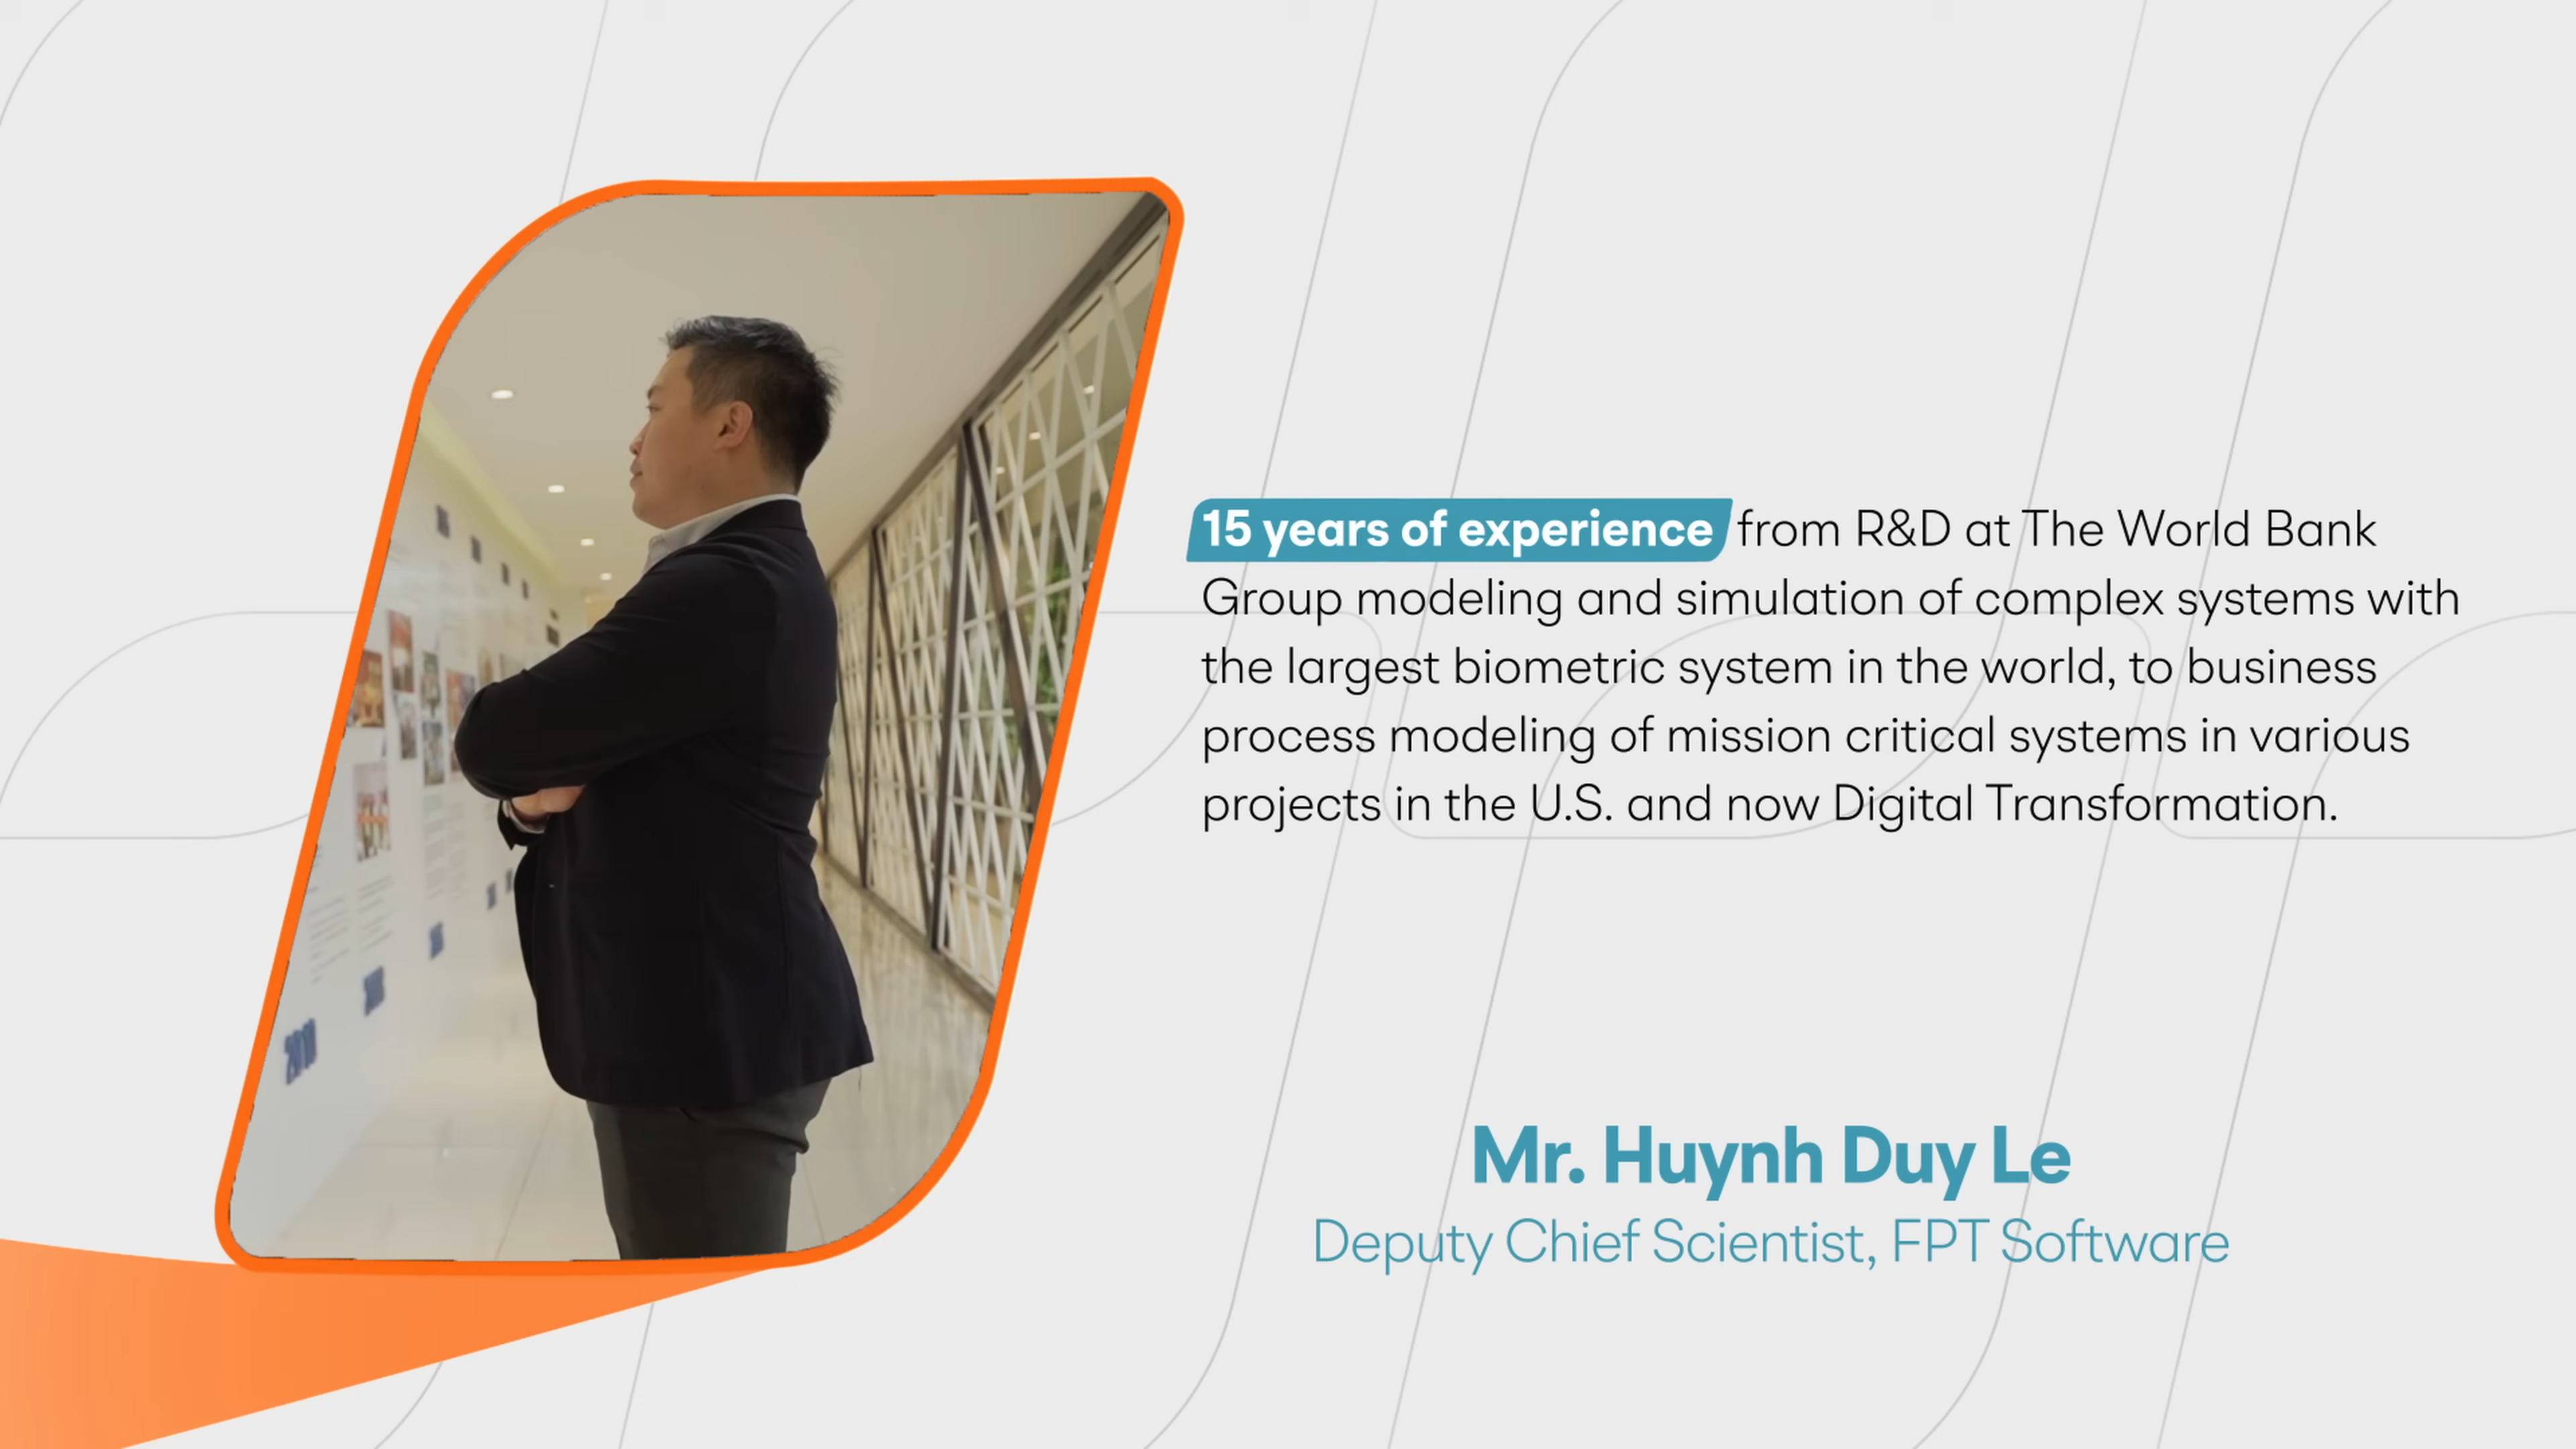 15 years of experience from R&D at The World Bank
Group modeling and simulation of complex systems with
the largest biometric system in the world, to business
process modeling of mission critical systems in various
projects in the U.S. and now Digital Transformation.
Mr. Huynh Duy Le
Deputy Chief Scientist, FPT Software